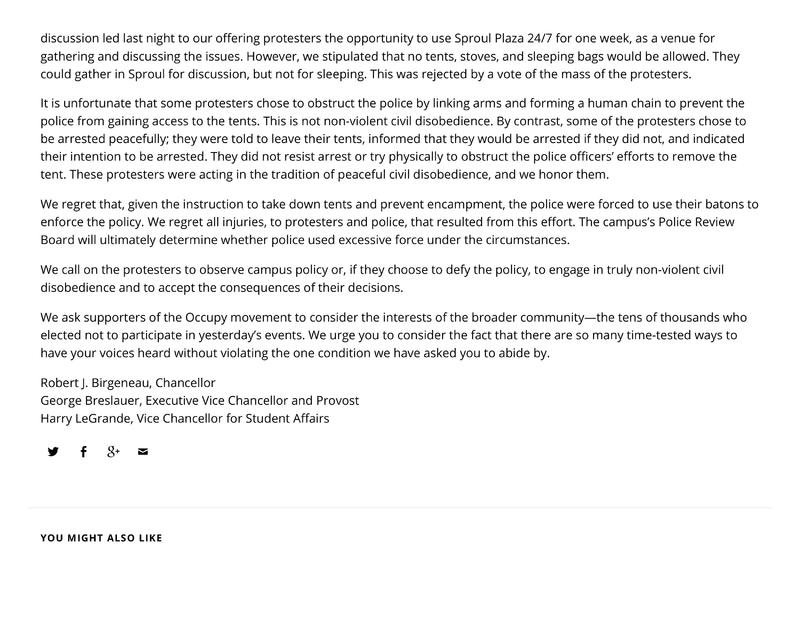 discussion led last night to our offering protesters the opportunity to use Sproul Plaza 24/7 for one week, as a venue for
gathering and discussing the issues. However, we stipulated that no tents, stoves, and sleeping bags would be allowed. They
could gather in Sproul for discussion, but not for sleeping. This was rejected by a vote of the mass of the protesters.
It is unfortunate that some protesters chose to obstruct the police by linking arms and forming a human chain to prevent the
police from gaining access to the tents. This is not non-violent civil disobedience. By contrast, some of the protesters chose to
be arrested peacefully; they were told to leave their tents, informed that they would be arrested if they did not, and indicated
their intention to be arrested. They did not resist arrest or try physically to obstruct the police officers’ efforts to remove the
tent. These protesters were acting in the tradition of peaceful civil disobedience, and we honor them.
We regret that, given the instruction to take down tents and prevent encampment, the police were forced to use their batons to
enforce the policy. We regret all injuries, to protesters and police, that resulted from this effort. The campus’s Police Review
Board will ultimately determine whether police used excessive force under the circumstances.
We call on the protesters to observe campus policy or, if they choose to defy the policy, to engage in truly non-violent civil
disobedience and to accept the consequences of their decisions.
We ask supporters of the Occupy movement to consider the interests of the broader community—the tens of thousands who
elected not to participate in yesterday’s events. We urge you to consider the fact that there are so many time-tested ways to
have your voices heard without violating the one condition we have asked you to abide by.
Robert J. Birgeneau, Chancellor
George Breslauer, Executive Vice Chancellor and Provost
Harry LeGrande, Vice Chancellor for Student Affairs
YOU MIGHT ALSO LIKE